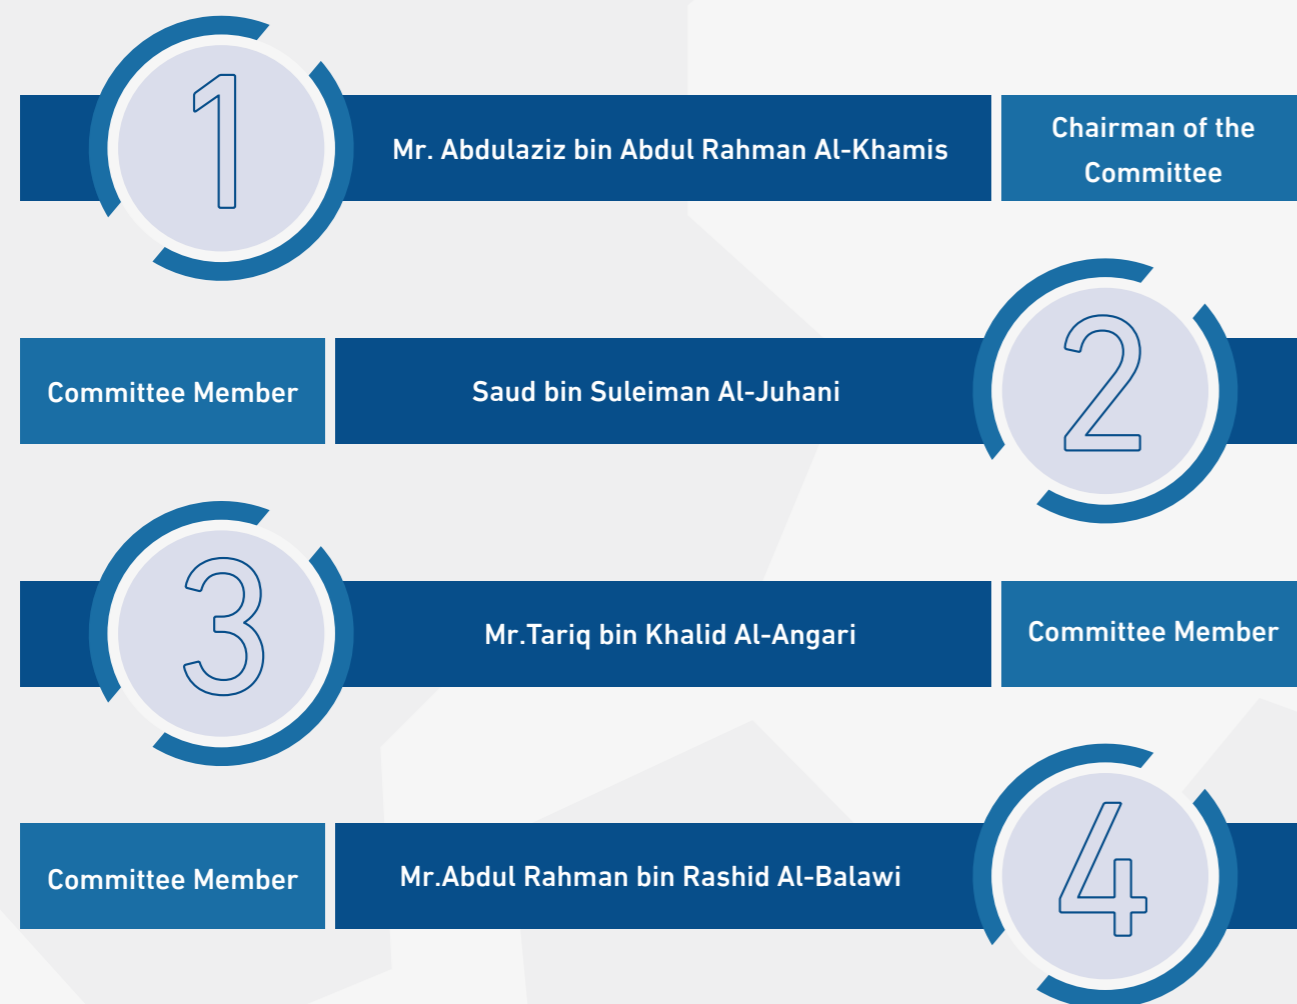 1
Mr. Abdulaziz bin Abdul Rahman Al-Khamis
Chairman of the
Committee
Committee Member
Saud bin Suleiman Al-Juhani
2
3
Mr.Tariq bin Khalid Al-Angari
Committee Member
Committee Member
Mr.Abdul Rahman bin Rashid Al-Balawi
4